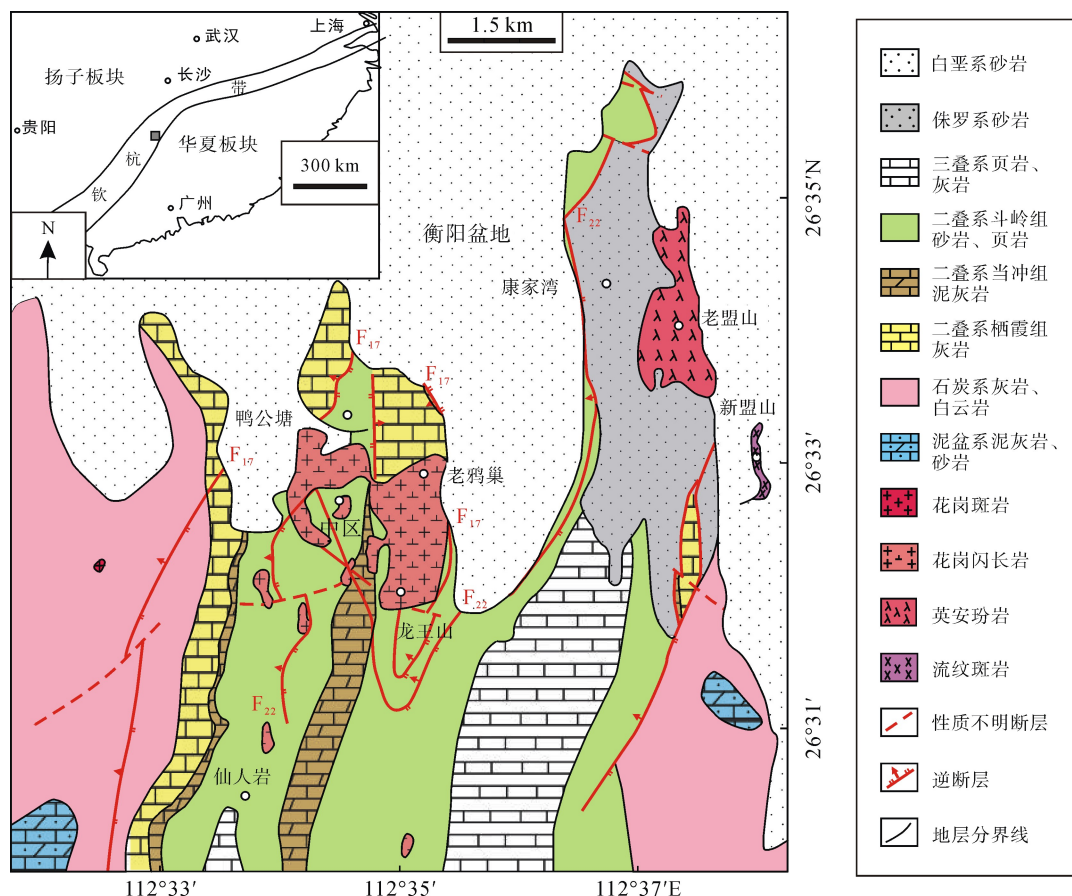 上海
武汉
1.5 km
扬子板块
长沙
带
贵阳
华夏板块
杭
300 km
钦
广州
N
衡阳盆地
F22
康家湾
老盟山
F17
F17
新盟山
鸭公塘
F17
老鸦巢
中区
F17
F22
龙王山
F22
仙人岩
26°35′N
26°33′
26°31′
112°33′
112°35′
112°37′E
白垩系砂岩
侏罗系砂岩
三叠系页岩、
灰岩
二叠系斗岭组
砂岩、页岩
二叠系当冲组
泥灰岩
二叠系栖霞组
灰岩
石炭系灰岩、
白云岩
泥盆系泥灰岩、
砂岩
花岗斑岩
花岗闪长岩
英安玢岩
流纹斑岩
性质不明断层
逆断层
地层分界线